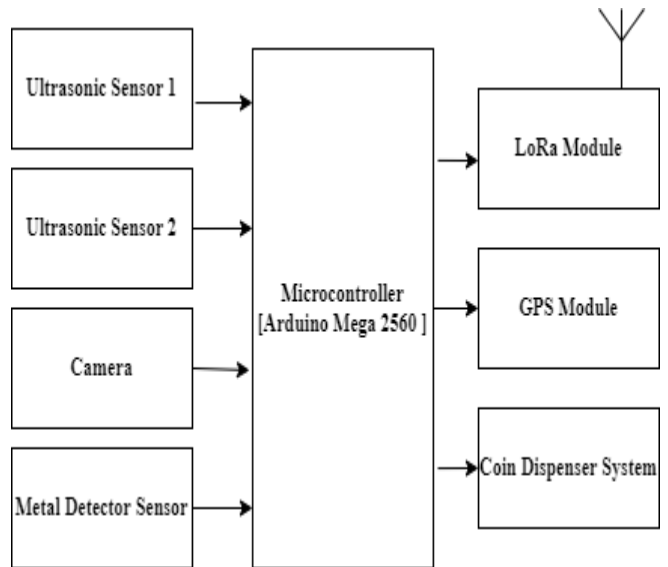 Ultrasonic Sensor 1
Ultrasonic Sensor 2
Camera
Metal Detector Sensor
Microcontroller
[Arduino Mega 2560 ]
LoRa Module
GPS Module
Coin Dispenser System